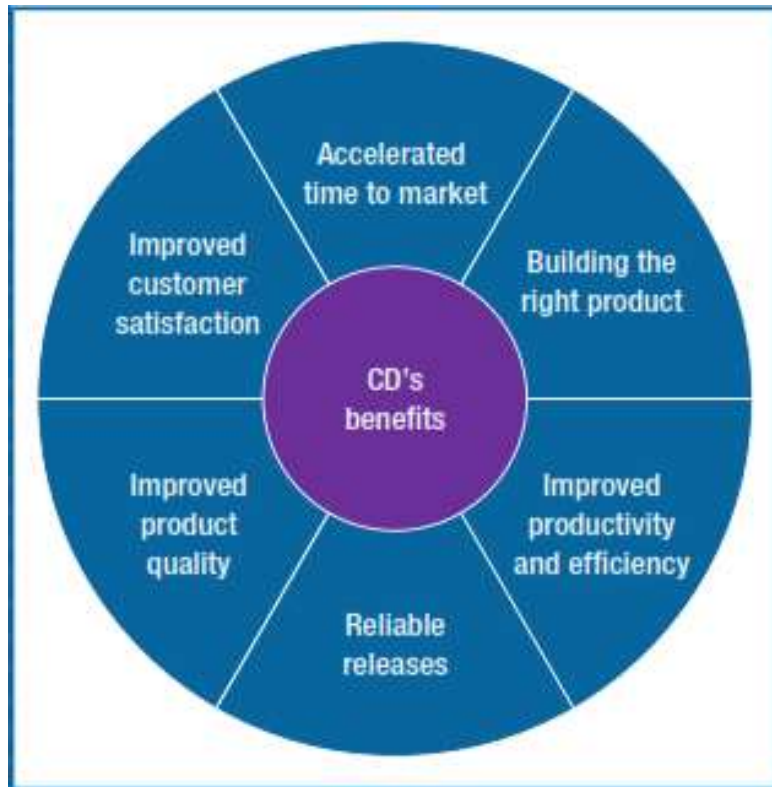 Accelerated
time to market
Building the
right product
Improved
productivity
and efficiency
Reliable
releases
Improved
product
quality
Improved
customer
satisfaction
CD's
benefits